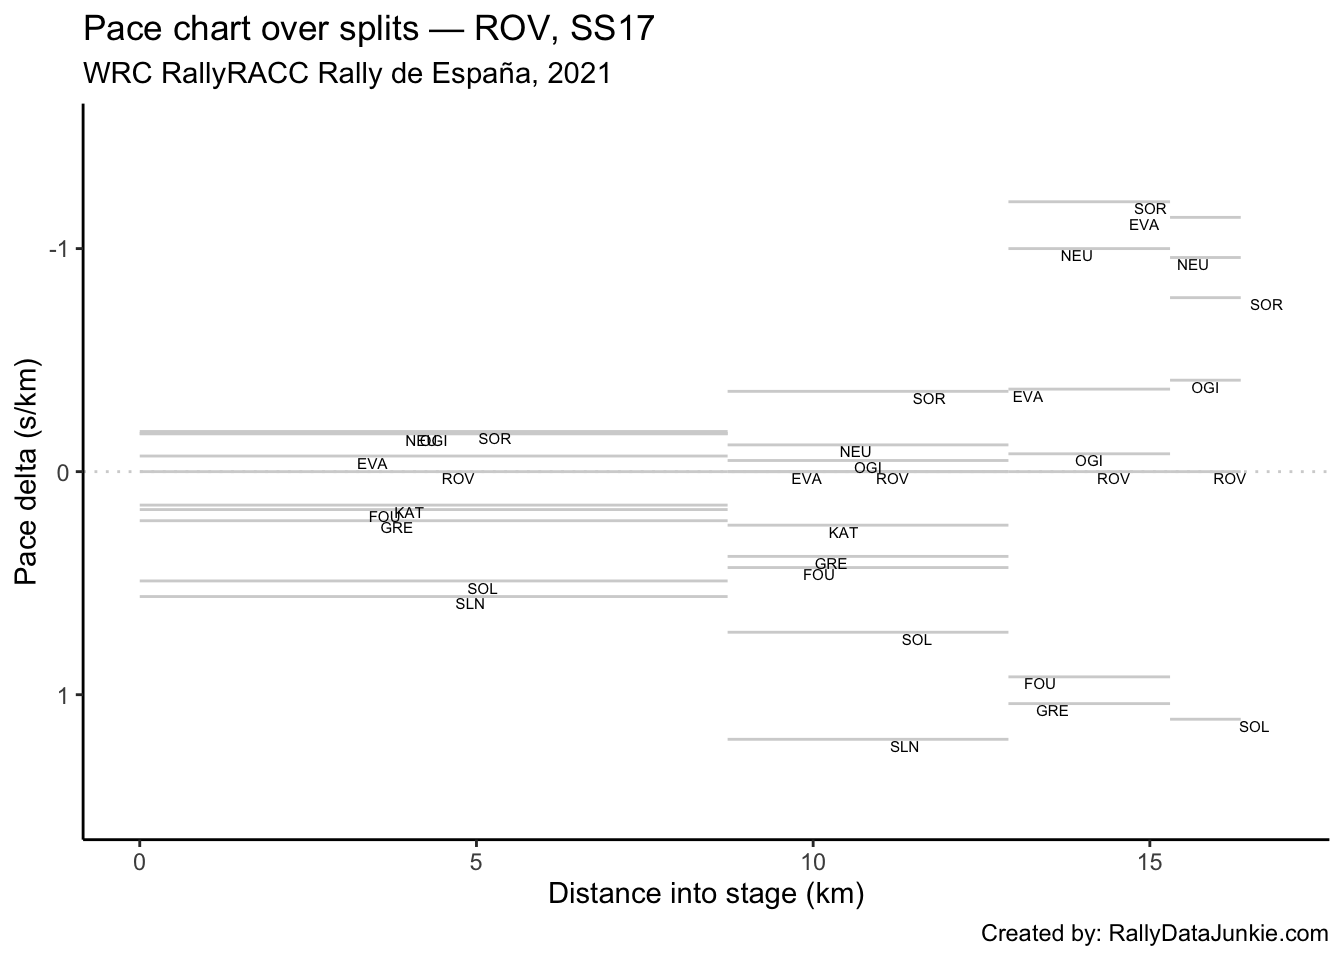 Pace chart over splits — ROV, SS17
WRC RallyRACC Rally de España, 2021
Pace delta (s/km)
-1
0
1
SOR
EVA
NEU
NEU
SOR
OGI
SOR
EVA
NEU
OGI
SOR
NEU
OGI
OGI
EVA
ROV
EVA
ROV
ROV
ROV
FOU
KAT
GRE
KAT
GRE
FOU
SOL
SLN
SOL
FOU
GRE
SOL
SLN
0
5
10
15
Distance into stage (km)
Created by: RallyDataJunkie.com